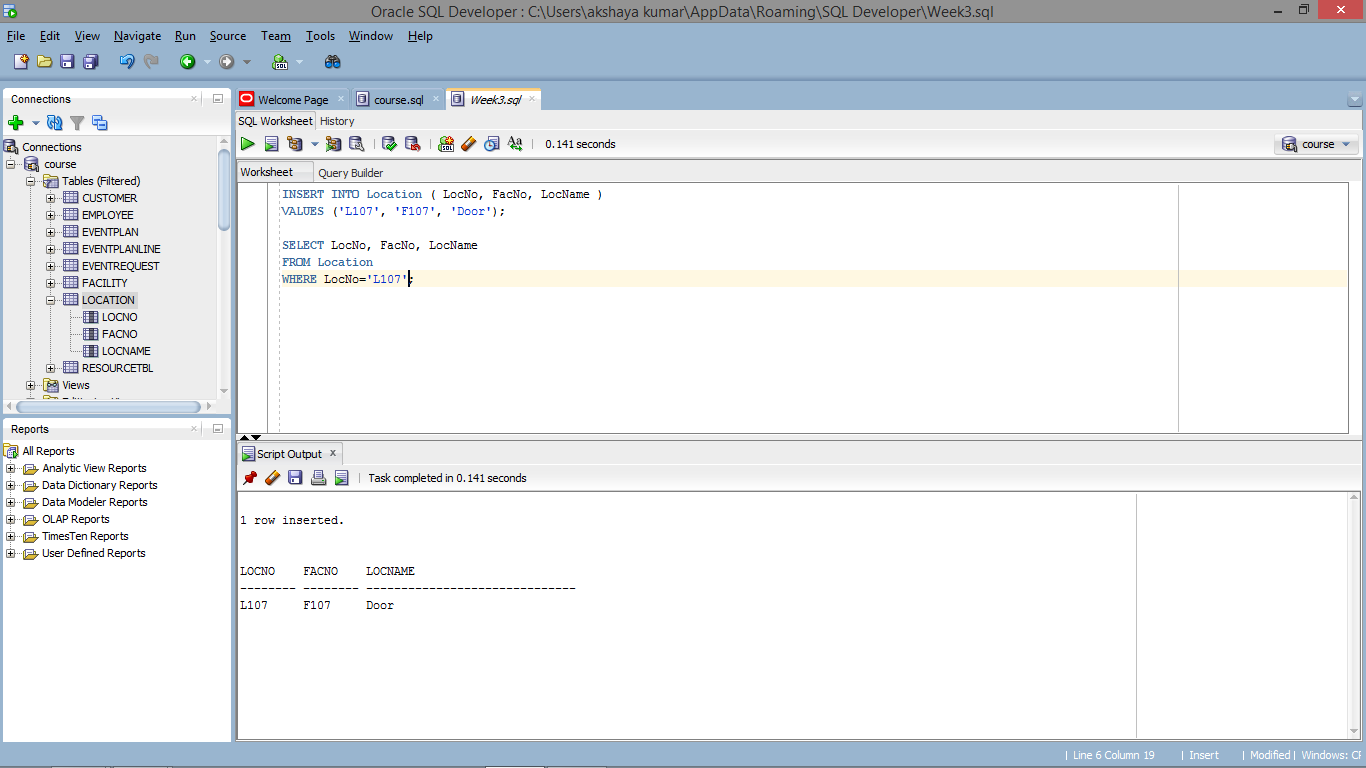 Oracle SQL Developer : C:\Users\akshaya kumar\AppData\Roaming\SQL Developer\Week3.sql
File Edit View Navigate Run Source Team Tools Window Help
Connections
Connections
course
Tables (Filtered)
CUSTOMER
EMPLOYEE
EVENTPLAN
EVENTPLANLINE
EVENTREQUEST
FACILITY
LOCATION
LOCNO
FACNO
LOCNAME
RESOURCETBL
Views
Reports
All Reports
Analytic View Reports
Data Dictionary Reports
Data Modeler Reports
OLAP Reports
TimesTen Reports
User Defined Reports
Welcome Page course.sql Week3.sql
SQL Worksheet History
0.141 seconds
course
Worksheet Query Builder
INSERT INTO Location ( LocNo, FacNo, LocName )
VALUES ('L107', 'F107', 'Door');
SELECT LocNo, FacNo, LocName
FROM Location
WHERE LocNo='L107';
Script Output x
Task completed in 0.141 seconds
1 row inserted.
LOCNO FACNO LOCNAME
-------- -------- ------------------------------
L107 F107 Door
| Line 6 Column 19 | Insert | Modified | Windows: